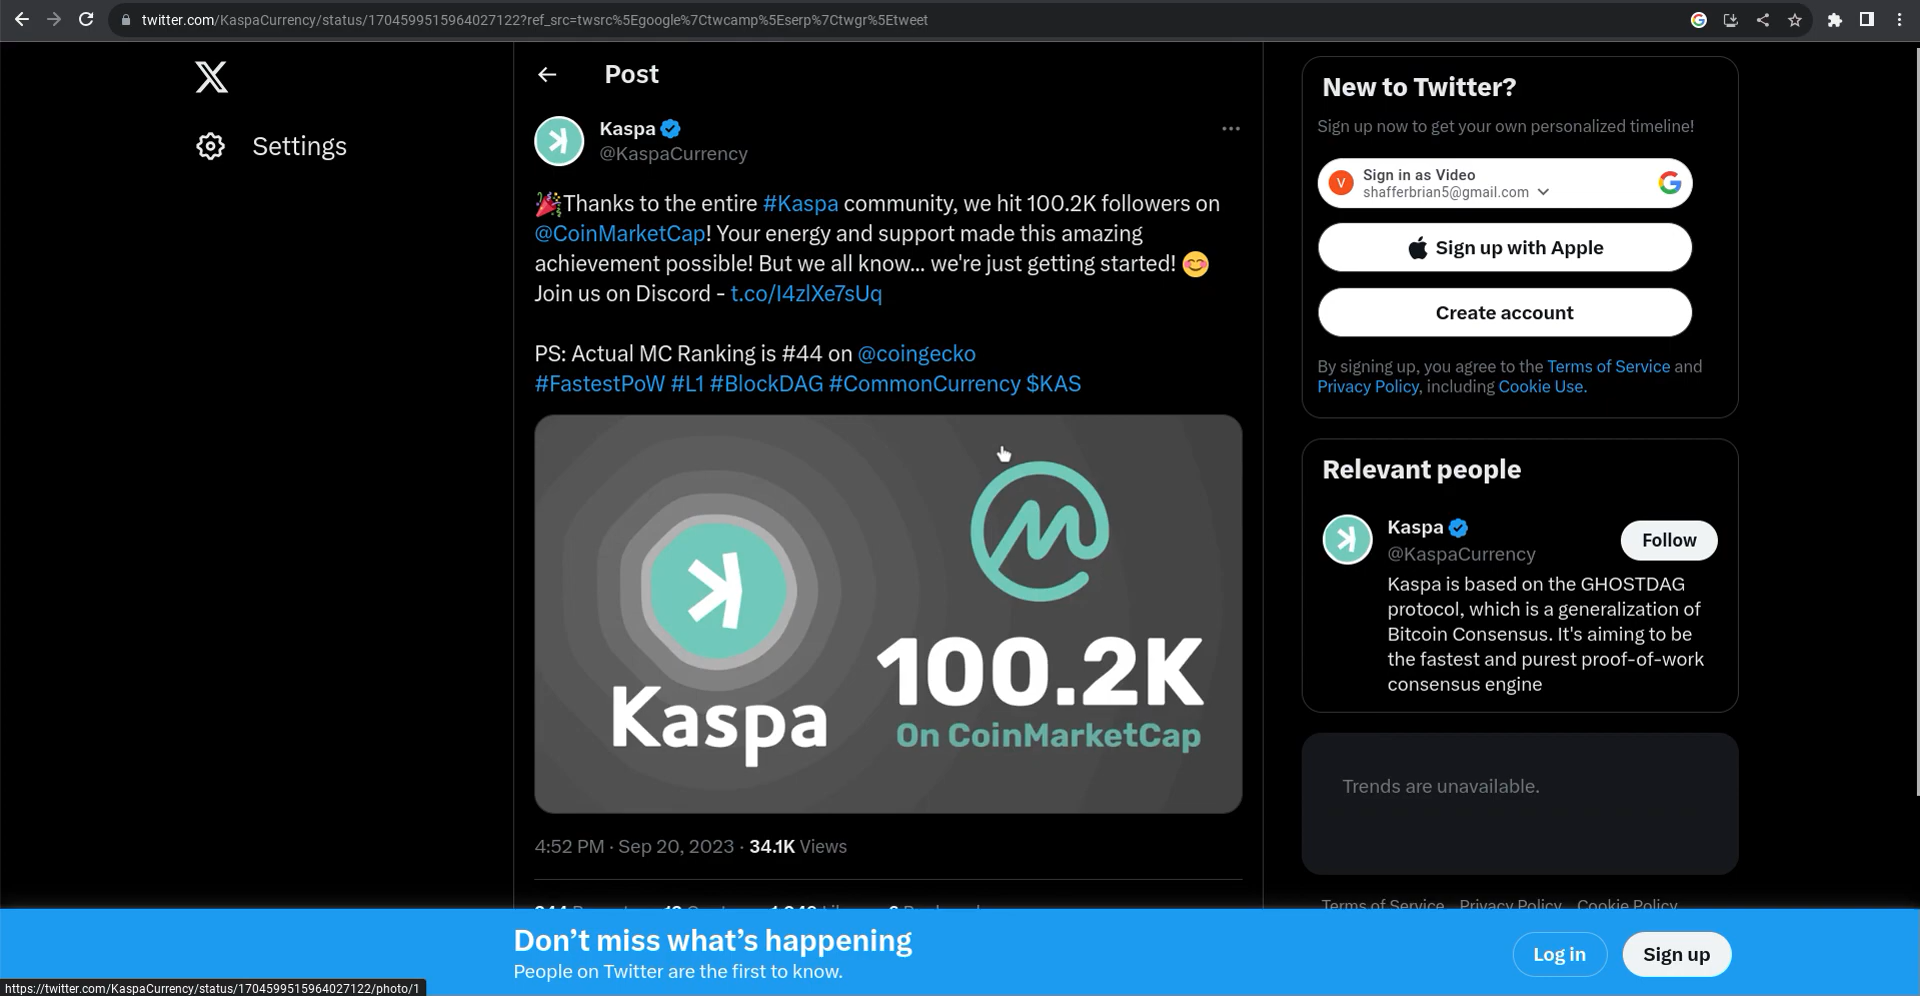 twitter.com/KaspaCurrency/status/1704599515964027122?ref_src=twsrc%5Egoogle%7Ctwcamp%5Eserp%7Ctwgr%5Etweet
Settings
Post
Kaspa
@KaspaCurrency
🎉Thanks to the entire #Kaspa community, we hit 100.2K followers on
@CoinMarketCap! Your energy and support made this amazing
achievement possible! But we all know... we're just getting started! 😊
Join us on Discord - t.co/I4zlXe7sUq
PS: Actual MC Ranking is #44 on @coingecko
#FastestPoW #L1 #BlockDAG #CommonCurrency $KAS
Kaspa
100.2K
On CoinMarketCap
4:52 PM · Sep 20, 2023 · 34.1K Views
New to Twitter?
Sign up now to get your own personalized timeline!
V
Sign in as Video
shafferbrian5@gmail.com
Sign up with Apple
Create account
By signing up, you agree to the Terms of Service and
Privacy Policy, including Cookie Use.
Relevant people
Kaspa
@KaspaCurrency
Follow
Kaspa is based on the GHOSTDAG
protocol, which is a generalization of
Bitcoin Consensus. It's aiming to be
the fastest and purest proof-of-work
consensus engine
Trends are unavailable.
Terms of Service Privacy Policy Cookie Policy
Don’t miss what’s happening
People on Twitter are the first to know.
Log in
Sign up
https://twitter.com/KaspaCurrency/status/1704599515964027122/photo/1